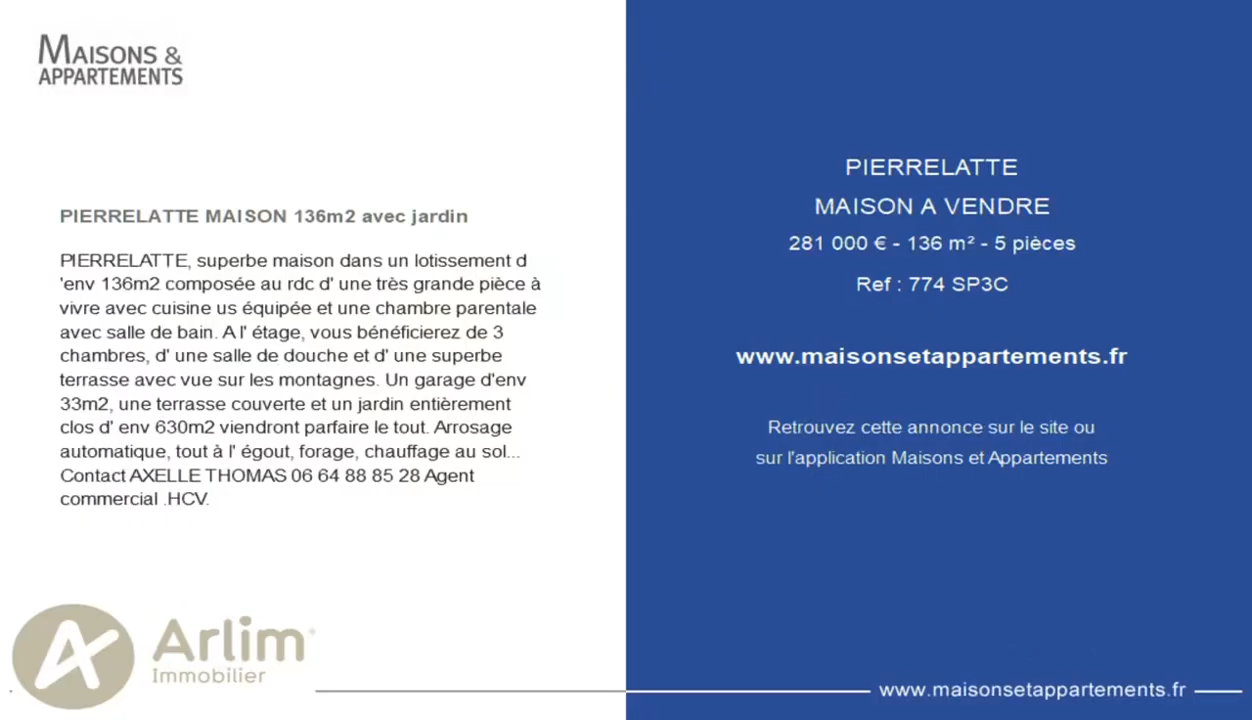 MAISONS &
APPARTEMENTS
PIERRELATTE MAISON 136m2 avec jardin
PIERRELATTE, superbe maison dans un lotissement d
'env 136m2 composée au rdc d' une très grande pièce à
vivre avec cuisine us équipée et une chambre parentale
avec salle de bain. A l' étage, vous bénéficierez de 3
chambres, d' une salle de douche et d' une superbe
terrasse avec vue sur les montagnes. Un garage d'env
33m2, une terrasse couverte et un jardin entièrement
clos d' env 630m2 viendront parfaire le tout. Arrosage
automatique, tout à l' égout, forage, chauffage au sol...
Contact AXELLE THOMAS 06 64 88 85 28 Agent
commercial .HCV.
Arlim
Immobilier
PIERRELATTE
MAISON A VENDRE
281 000 € - 136 m² - 5 pièces
Ref : 774 SP3C
www.maisonsetappartements.fr
Retrouvez cette annonce sur le site ou
sur l'application Maisons et Appartements
www.maisonsetappartements.fr